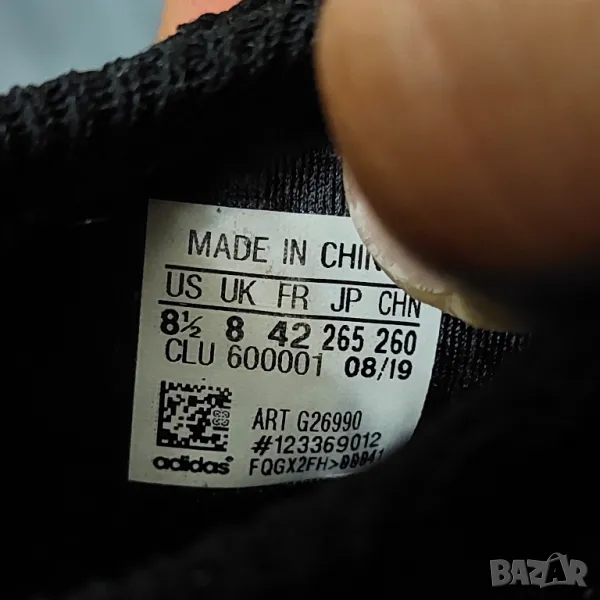 MADE IN
US UK FR JP CHN
8½ 8 42 265 260
CLU 600001 08/19
ART G26990
#123369012
adidas
BAZAR